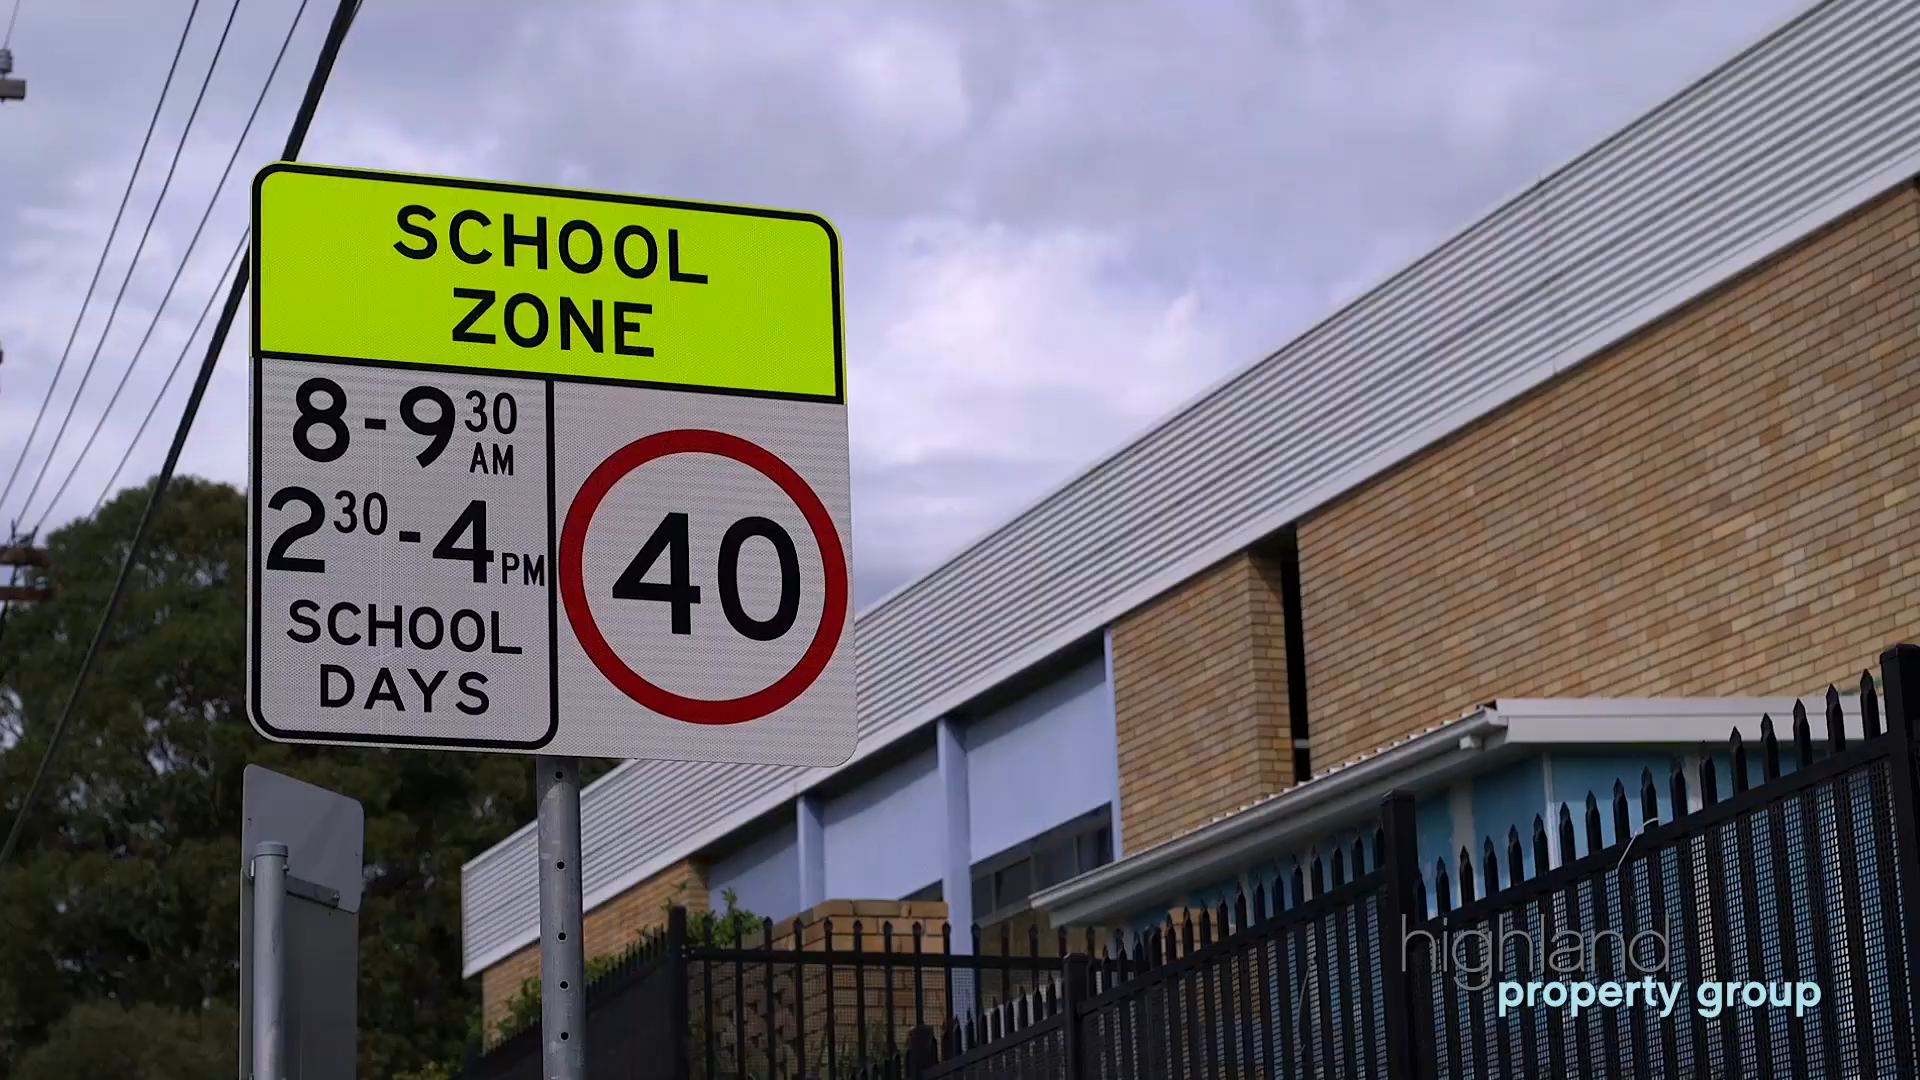 SCHOOL
ZONE
8-9 30 AM
2 30 -4 PM
SCHOOL
DAYS
40
highland
property group